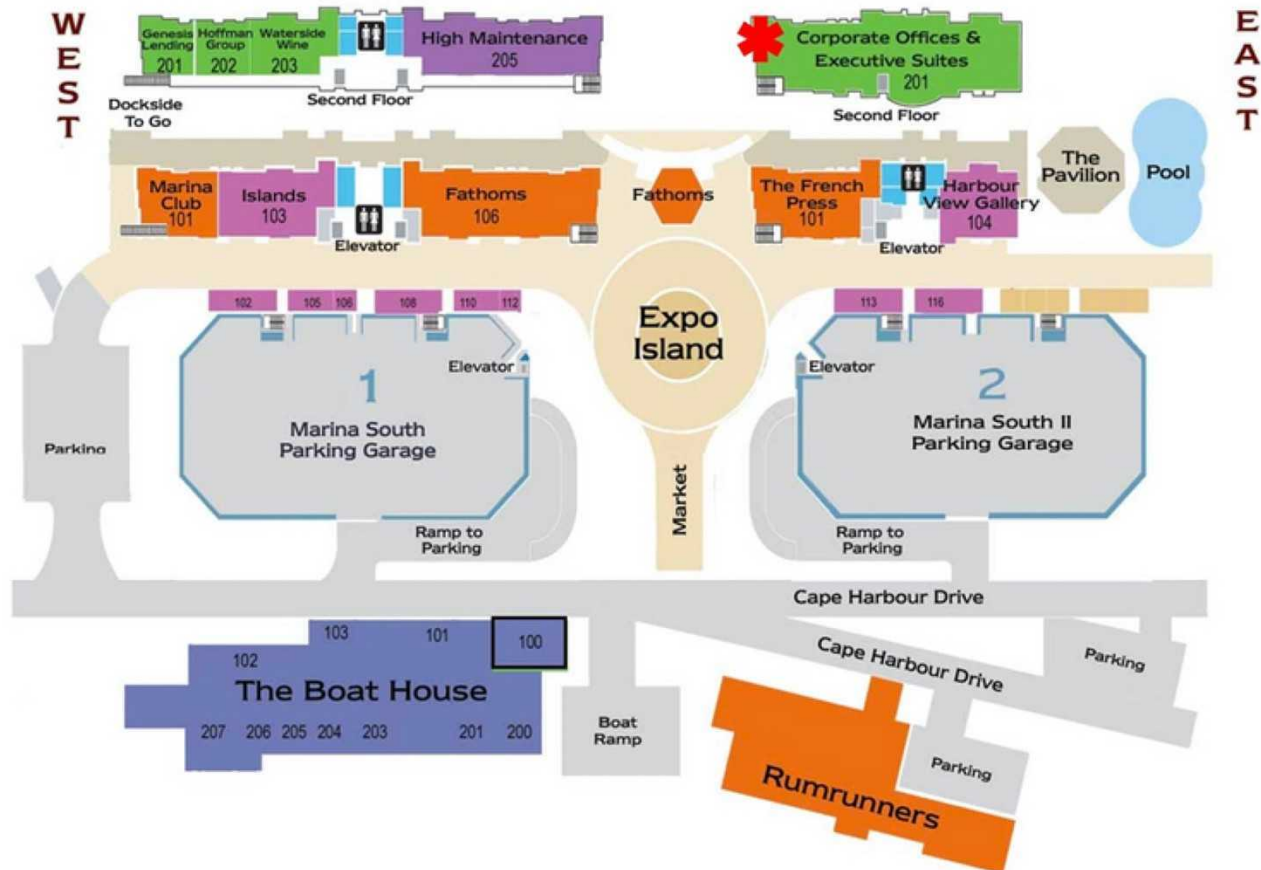 WEST
EAST
Genesis
Lending
201
Hoffman
Group
202
Waterside
Wine
203
High Maintenance
205
Second Floor
Corporate Offices &
Executive Suites
201
Second Floor
Dockside
To Go
Marina
Club
101
Islands
103
Elevator
Fathoms
106
Fathoms
The French
Press
101
Elevator
Harbour
View Gallery
104
The
Pavilion
Pool
102
105
106
108
110
112
Expo
Island
113
116
Elevator
1
Marina South
Parking Garage
Elevator
2
Marina South II
Parking Garage
Parking
Market
Ramp to
Parking
Ramp to
Parking
Cape Harbour Drive
Cape Harbour Drive
Parking
103
101
100
102
The Boat House
207
206
205
204
203
201
200
Boat
Ramp
Parking
Rumrunners